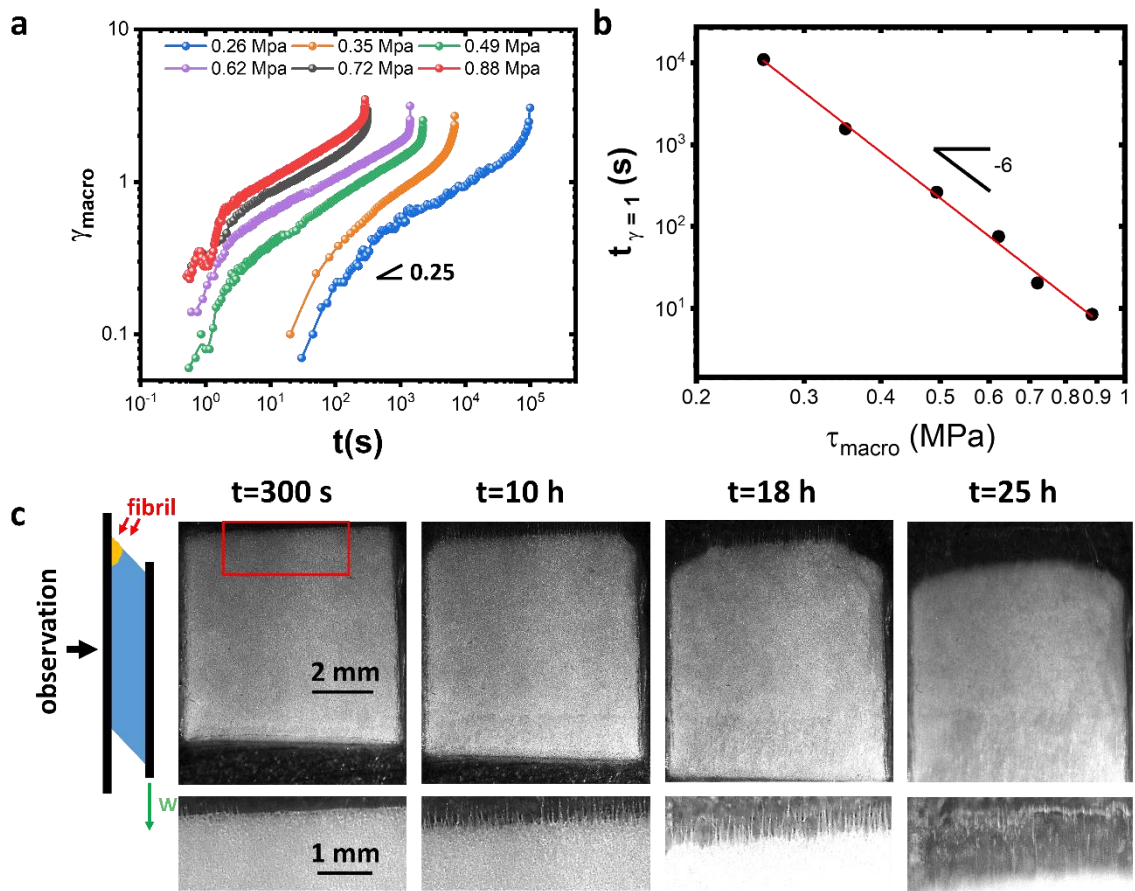 a
10
0.26 Mpa 0.35 Mpa 0.49 Mpa
0.62 Mpa 0.72 Mpa 0.88 Mpa
γmacro
1
0.25
0.1
10⁻¹ 10⁰ 10¹ 10² 10³ 10⁴ 10⁵
t(s)
b
10⁴
10³
t γ = 1 (s)
-6
10²
10¹
0.2 0.3 0.4 0.5 0.6 0.7 0.8 0.9 1
τmacro (MPa)
c
t=300 s t=10 h t=18 h t=25 h
fibril
observation
2 mm
W
1 mm